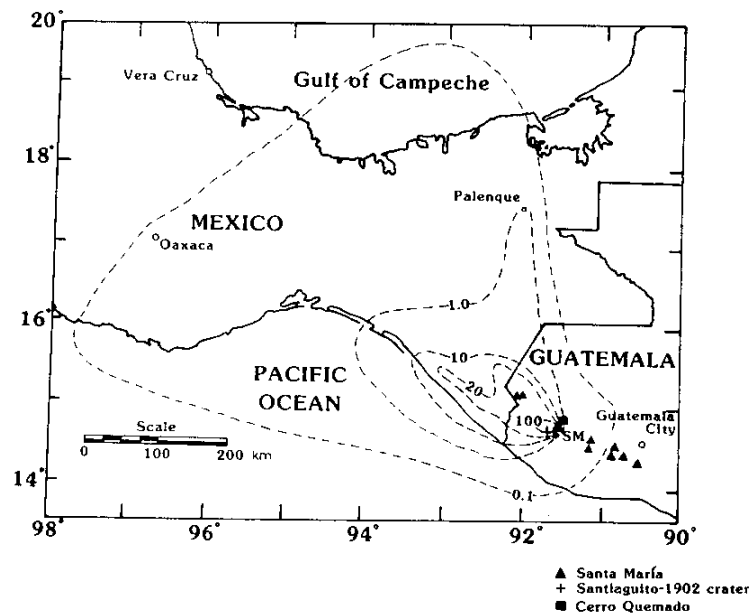 20°
Vera Cruz
Gulf of Campeche
18°
Palenque
MEXICO
Oaxaca
1.0
16°
10
GUATEMALA
PACIFIC
OCEAN
20
100
Guatemala
City
SM
Scale
0 100 200 km
0.1
14°
98° 96° 94° 92° 90°
▲ Santa María
+ Santiaguito-1902 crater
■ Cerro Quemado